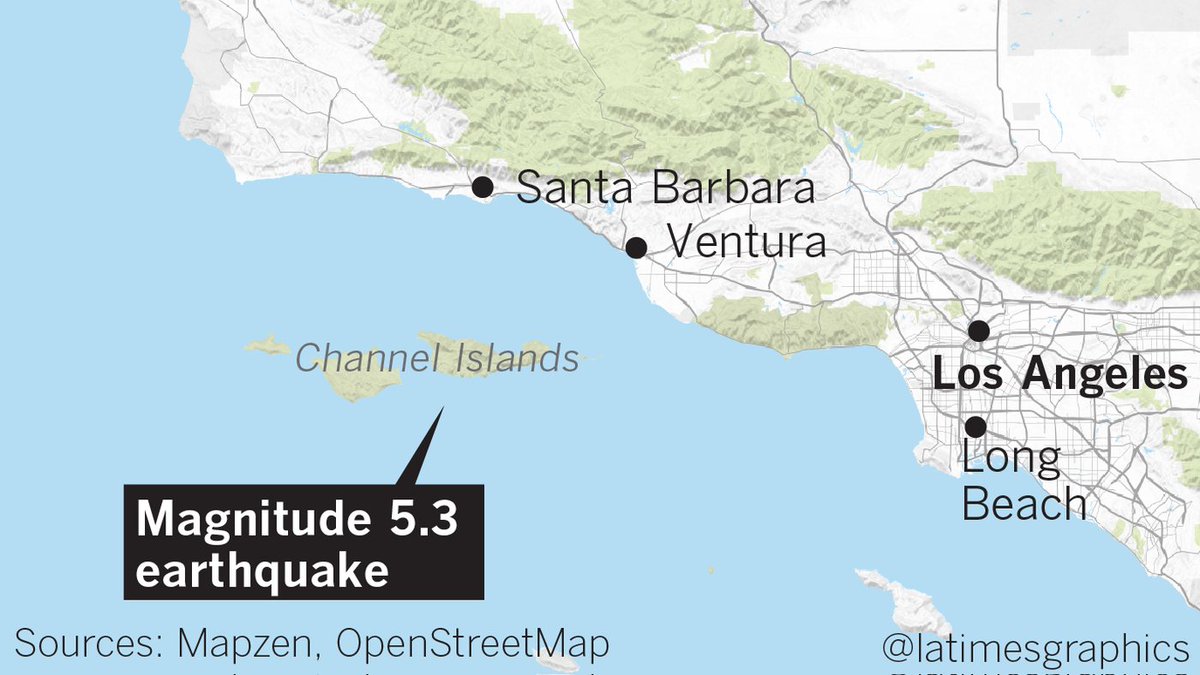 Santa Barbara
Ventura
Channel Islands
Los Angeles
Long
Beach
Magnitude 5.3
earthquake
Sources: Mapzen, OpenStreetMap
@latimesgraphics